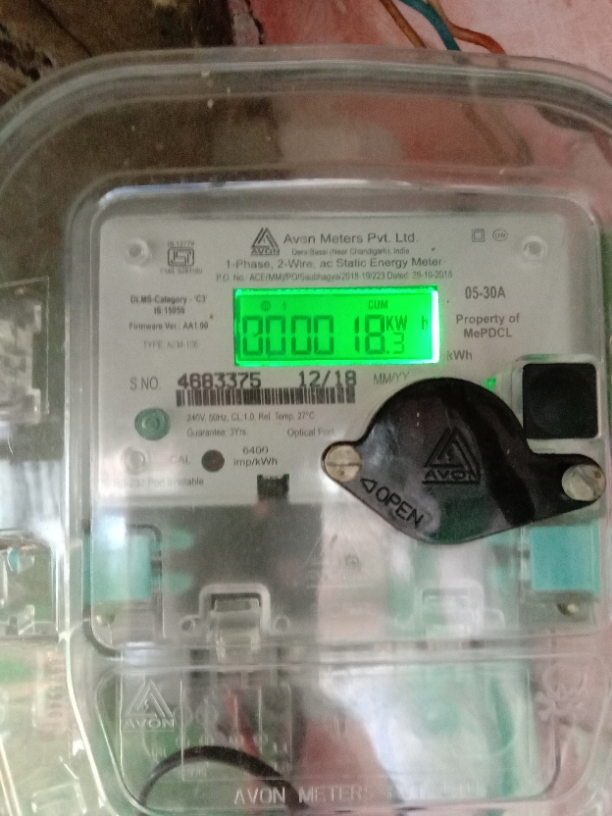 AVON
Avon Meters Pvt. Ltd.
1-Phase, 2-Wire, ac Static Energy Meter
DLMS-Category - 'C1'
IS:15959
Firmware Ver.: AA1.00
CUM
000018.3 KW h
05-30A
Property of
MePDCL
kWh
S.NO. 4683375 12/18 MM/YY
240V, 50Hz, CL.1.0, Ref. Temp. 27°C
Guarantee: 3Yrs. Optical Port
CAL 6400
imp/kWh
AVON
OPEN
AVON
AVON METERS